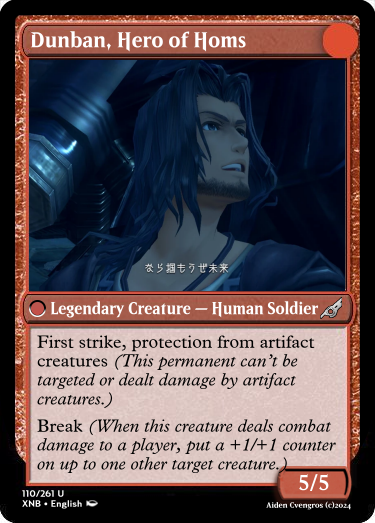 Dunban, Hero of Homs
なら掴もうぜ未来
Legendary Creature — Human Soldier
First strike, protection from artifact
creatures (This permanent can't be
targeted or dealt damage by artifact
creatures.)
Break (When this creature deals combat
damage to a player, put a +1/+1 counter
on up to one other target creature.)
5/5
110/261 U
XNB • English
Aiden Cvengros (c)2024